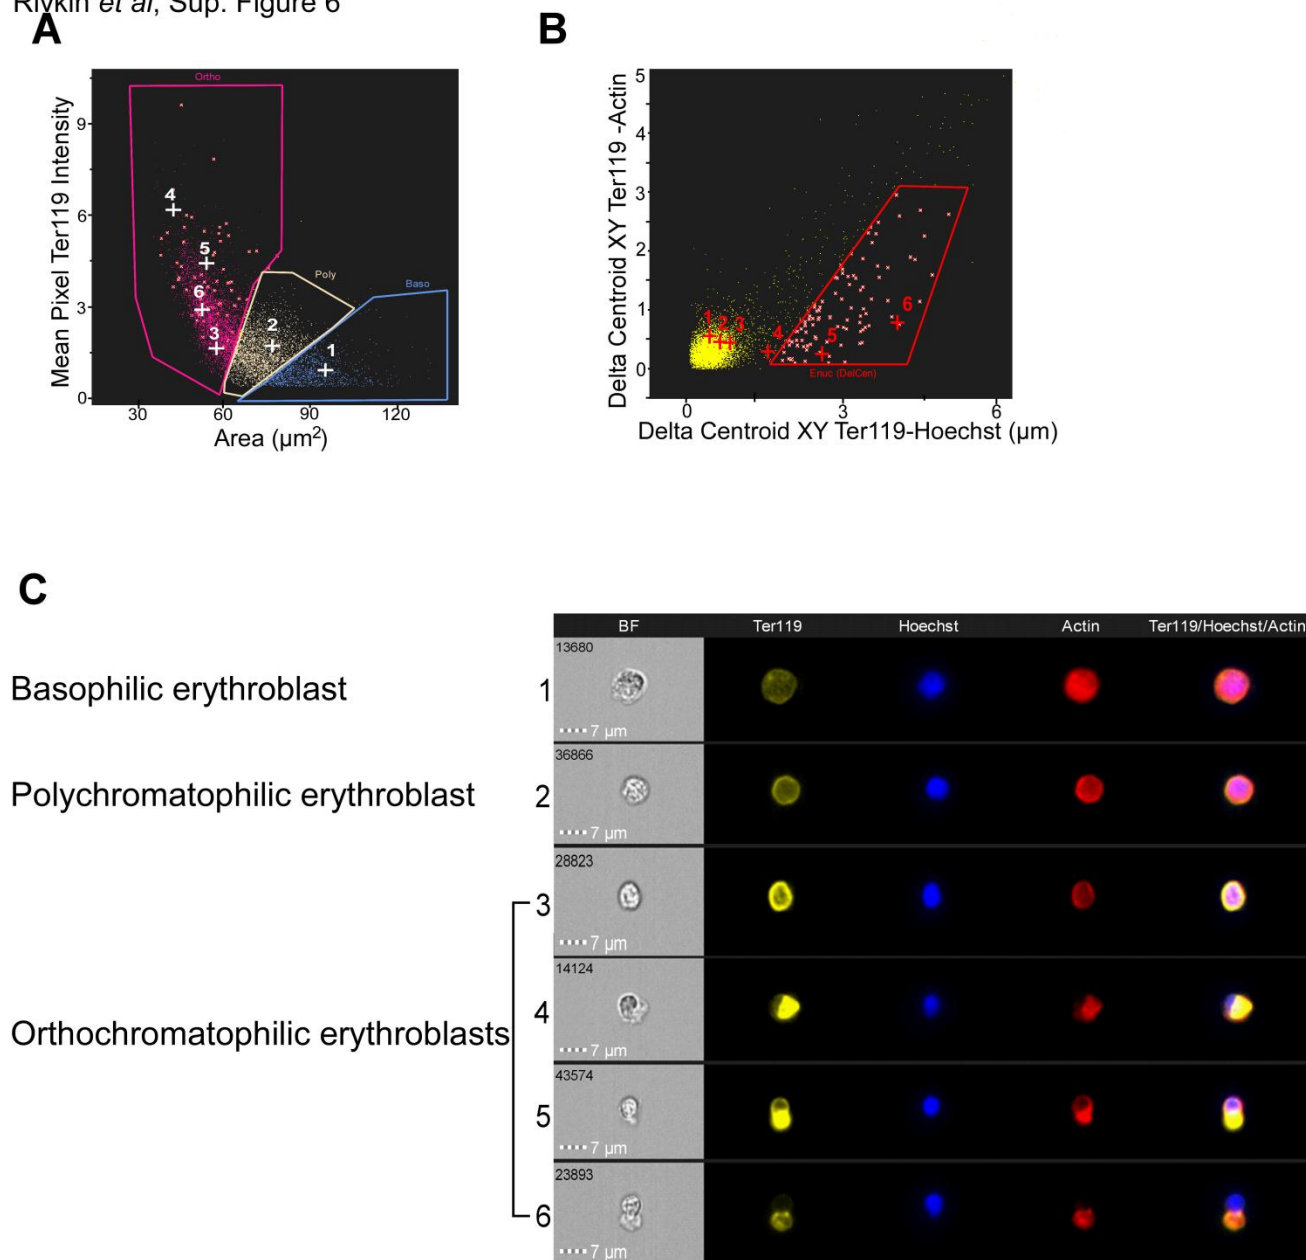 Rivkin et al, Sup. Figure 6
A
Ortho
Poly
Baso
4
5
6
3
2
1
9
6
3
0
30
60
90
120
Mean Pixel Ter119 Intensity
Area (µm²)
B
5
4
3
2
1
0
0
3
6
1
2
3
4
5
6
Enuc (DelCen)
Delta Centroid XY Ter119 -Actin
Delta Centroid XY Ter119-Hoechst (µm)
C
BF Ter119 Hoechst Actin Ter119/Hoechst/Actin
Basophilic erythroblast 1
13680
7 µm
Polychromatophilic erythroblast 2
36866
7 µm
Orthochromatophilic erythroblasts
3
28823
7 µm
4
14124
7 µm
5
43574
7 µm
6
23893
7 µm